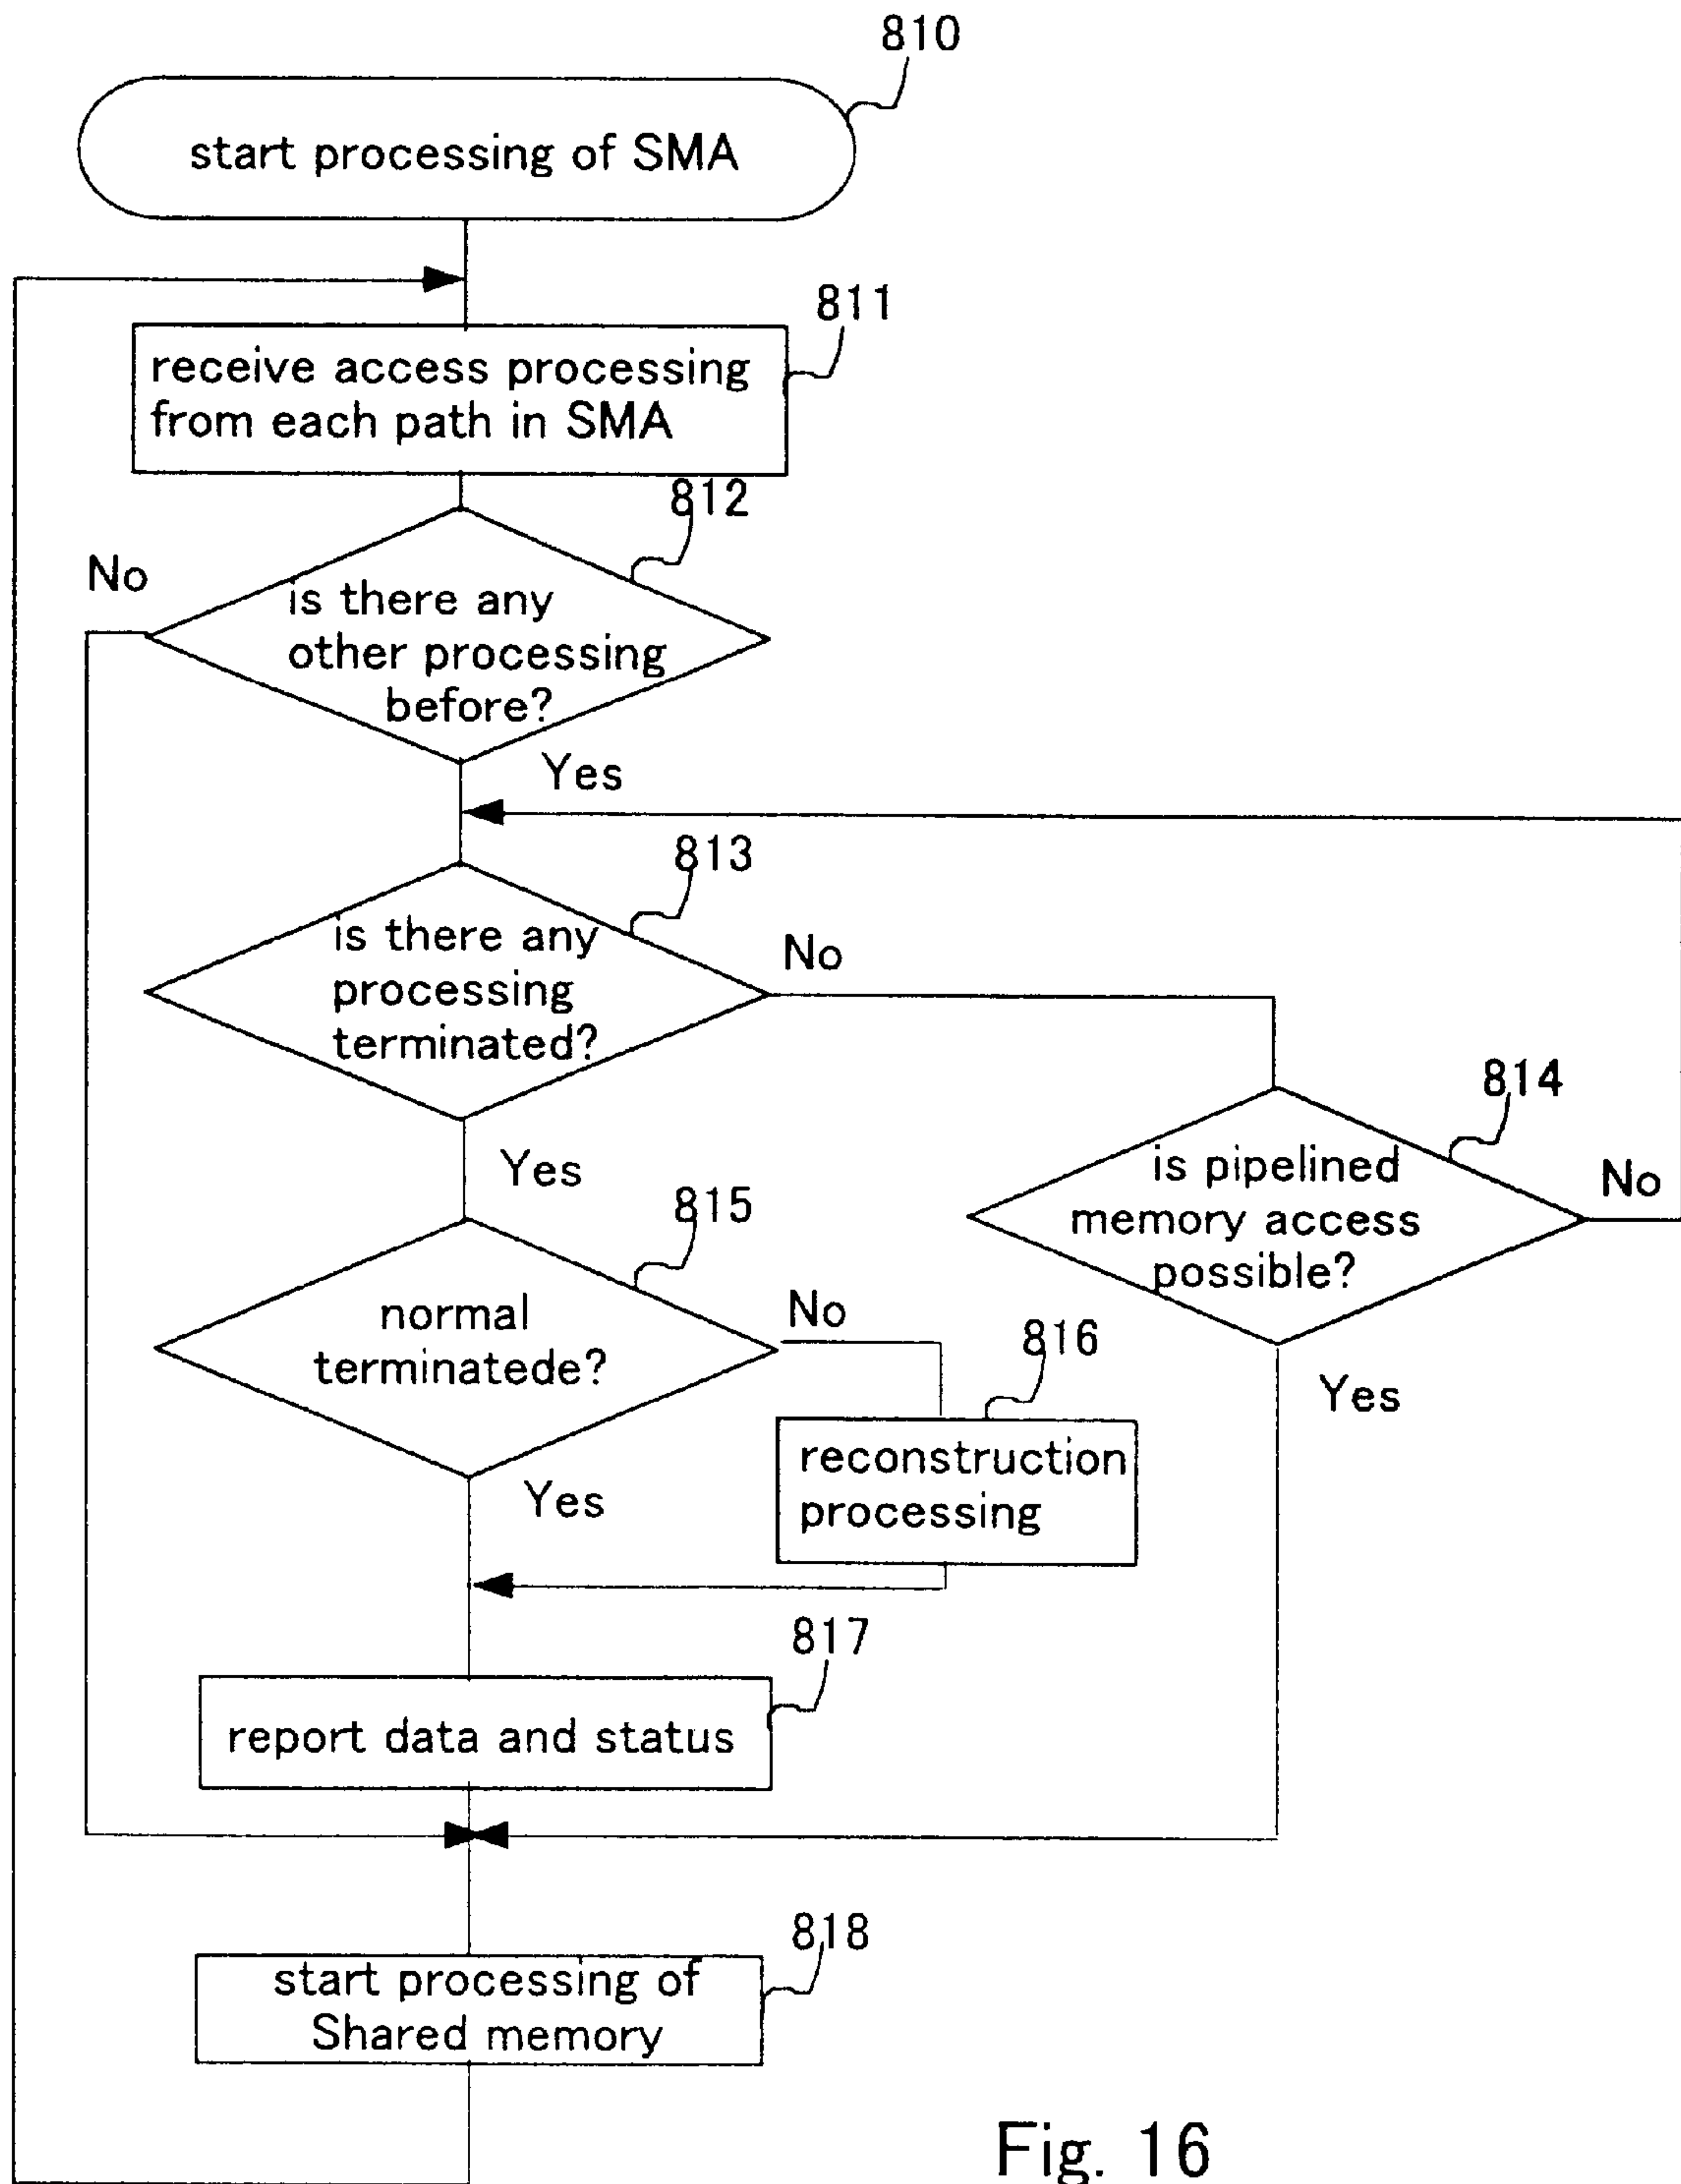 810
start processing of SMA
811
receive access processing
from each path in SMA
812
No
is there any
other processing
before?
Yes
813
is there any
processing
terminated?
No
814
is pipelined
memory access
possible?
No
Yes
Yes
815
normal
terminatede?
No
816
reconstruction
processing
Yes
817
report data and status
818
start processing of
Shared memory
Fig. 16